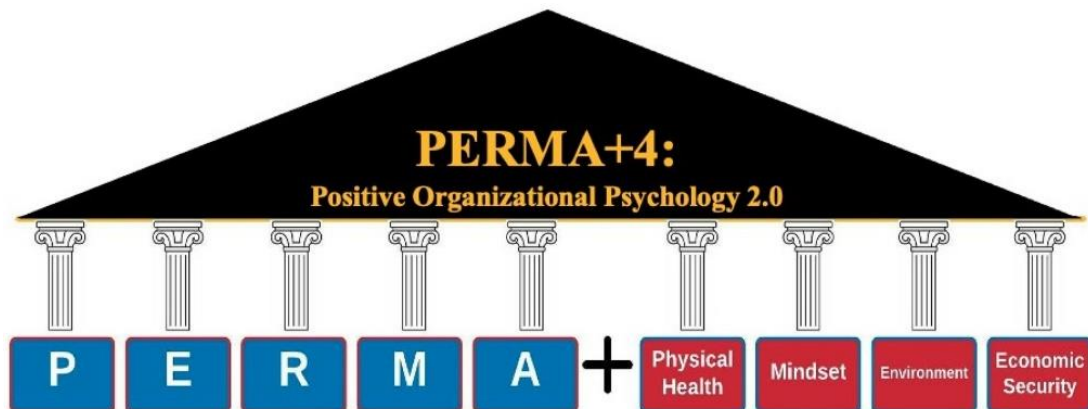 PERMA+4:
Positive Organizational Psychology 2.0
P E R M A + Physical Health Mindset Environment Economic Security